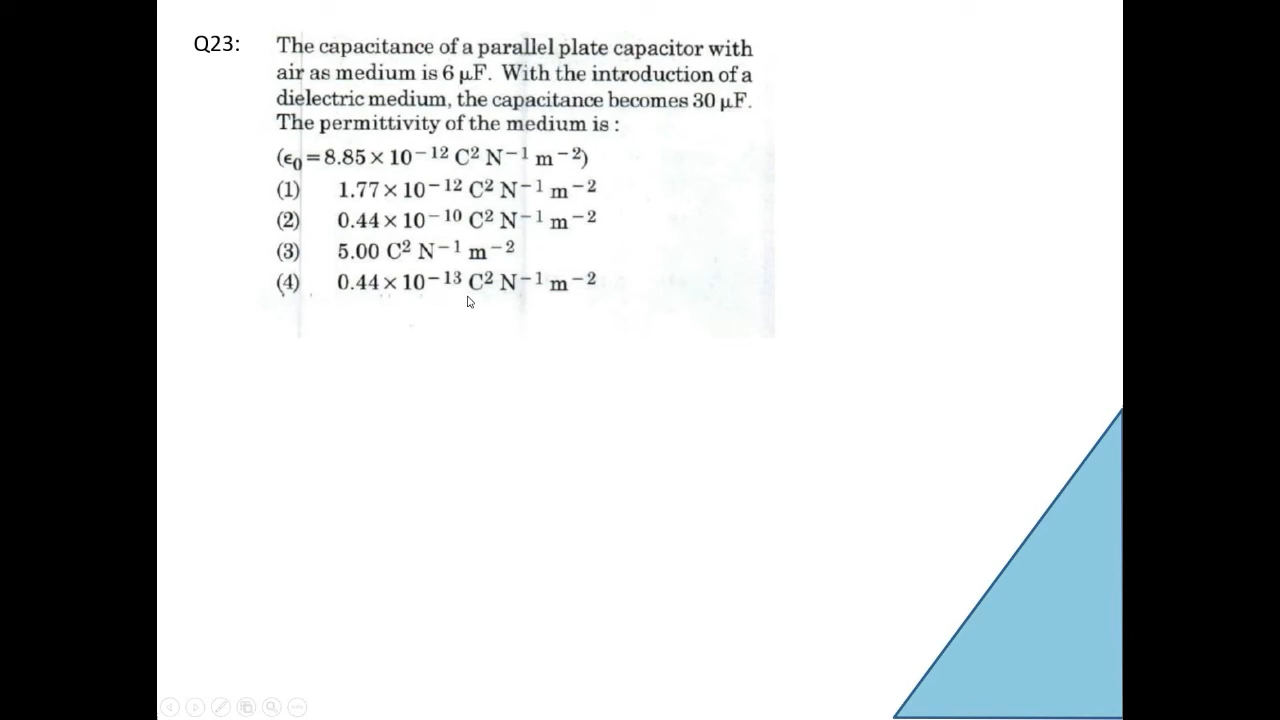 Q23:
The capacitance of a parallel plate capacitor with
air as medium is 6 μF. With the introduction of a
dielectric medium, the capacitance becomes 30 μF.
The permittivity of the medium is :
(ϵ₀ = 8.85 × 10⁻¹² C² N⁻¹ m⁻²)
(1) 1.77 × 10⁻¹² C² N⁻¹ m⁻²
(2) 0.44 × 10⁻¹⁰ C² N⁻¹ m⁻²
(3) 5.00 C² N⁻¹ m⁻²
(4) 0.44 × 10⁻¹³ C² N⁻¹ m⁻²